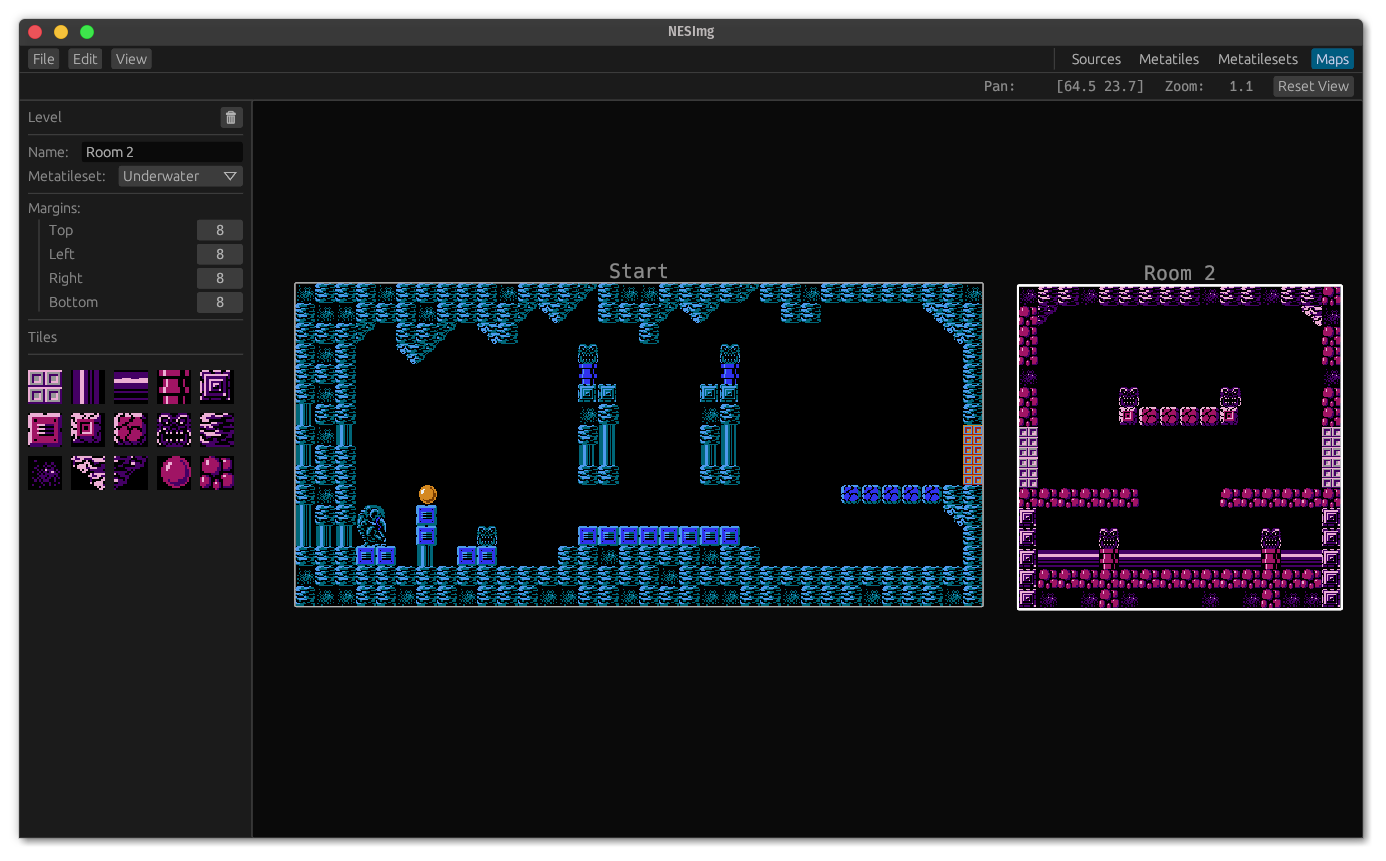 NESImg
File Edit View Sources Metatiles Metatilesets Maps
Pan: [64.5 23.7] Zoom: 1.1 Reset View
Level
Name: Room 2
Metatileset: Underwater
Margins:
Top 8
Left 8
Right 8
Bottom 8
Tiles
Start
Room 2